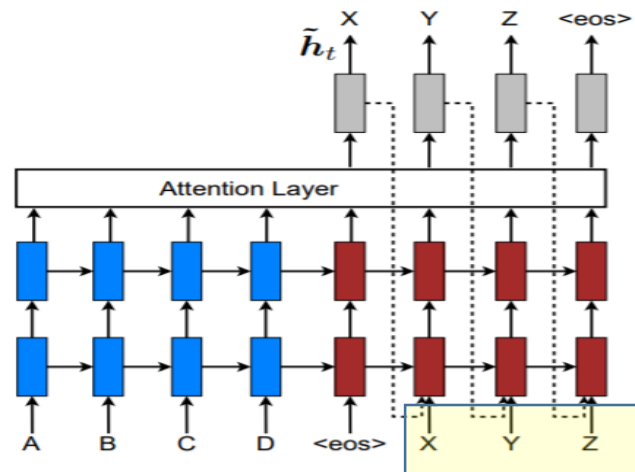 X Y Z <eos>
h̃t
Attention Layer
A B C D <eos> X Y Z